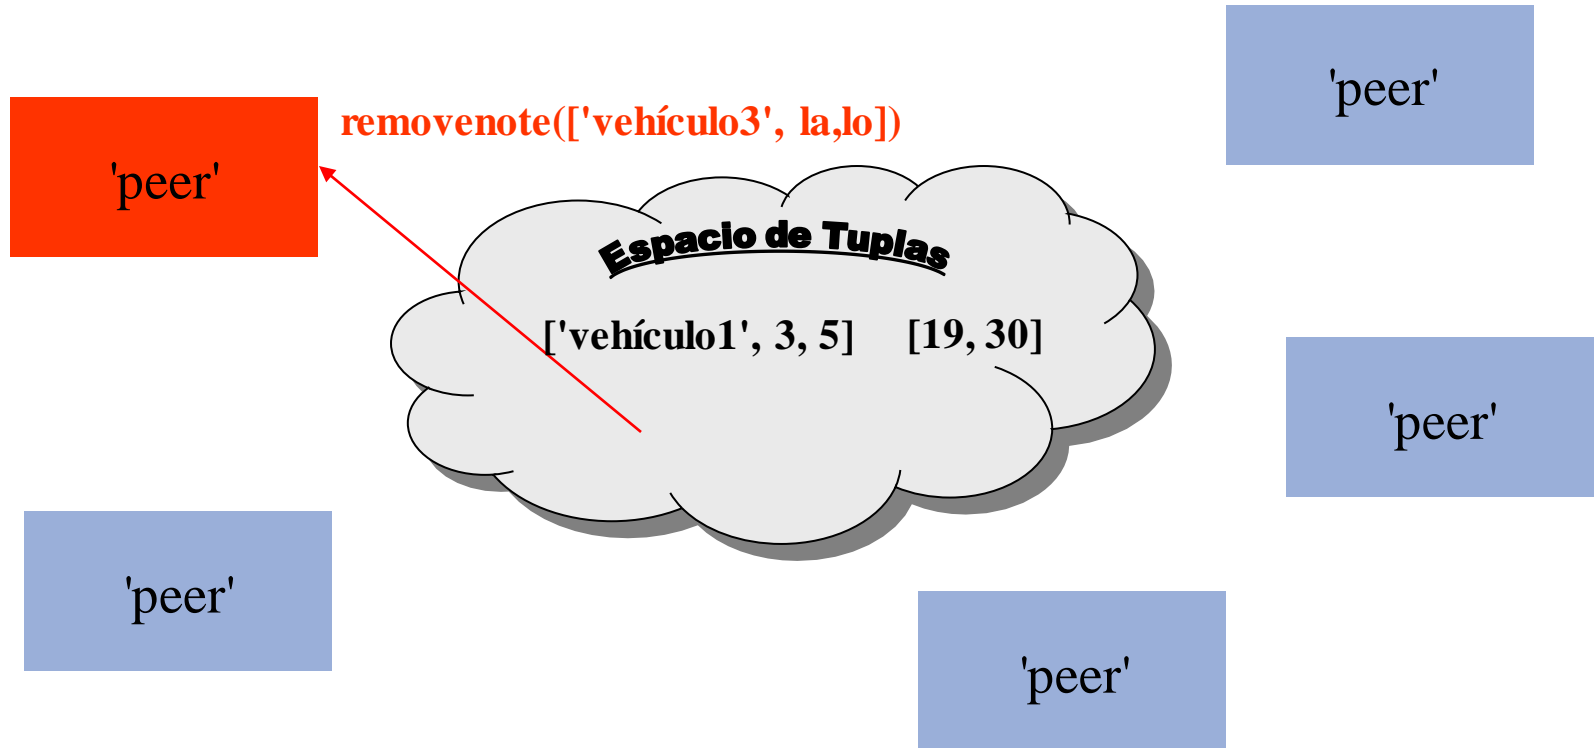 'peer'
removenote(['vehículo3', la,lo])
'peer'
Espacio de Tuplas
['vehículo1', 3, 5] [19, 30]
'peer'
'peer'
'peer'